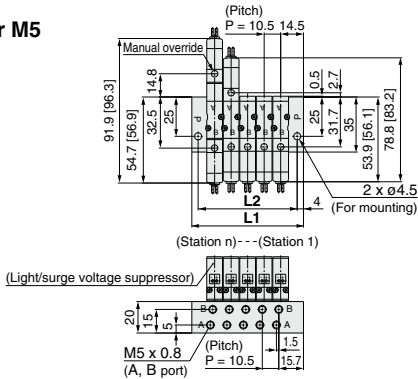 r M5
(Pitch)
P = 10.5
14.5
Manual override
14.8
32.5
25
91.9 [96.3]
54.7 [56.9]
0.5
2.7
25
31.7
35
53.9 [56.1]
78.8 [83.2]
P
A
A
A
A
P
B
B
B
B
B
2 x ø4.5
(For mounting)
L2
4
L1
(Station n)---(Station 1)
(Light/surge voltage suppressor)
20
15
5
B
B
A
A
M5 x 0.8
(A, B port)
(Pitch)
P = 10.5
1.5
15.7